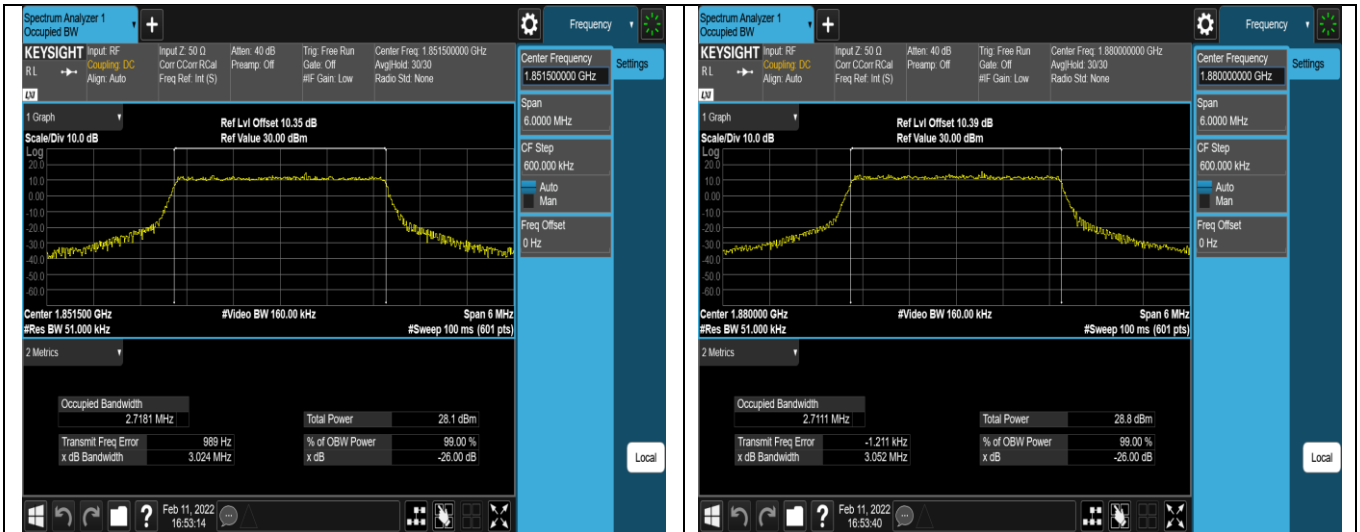 Spectrum Analyzer 1
Occupied BW
+
Frequency
KEYSIGHT
RL
LXI
Input: RF
Coupling: DC
Align: Auto
Input Z: 50 Ω
Corr CCorr RCal
Freq Ref: Int (S)
Atten: 40 dB
Preamp: Off
Trig: Free Run
Gate: Off
#IF Gain: Low
Center Freq: 1.851500000 GHz
Avg|Hold: 30/30
Radio Std: None
Center Frequency
1.851500000 GHz
Settings
Span
6.0000 MHz
CF Step
600.000 kHz
Auto
Man
Freq Offset
0 Hz
1 Graph
Scale/Div 10.0 dB
Ref Lvl Offset 10.35 dB
Ref Value 30.00 dBm
Log
20.0
10.0
0.00
-10.0
-20.0
-30.0
-40.0
-50.0
-60.0
Center 1.851500 GHz
#Video BW 160.00 kHz
Span 6 MHz
#Res BW 51.000 kHz
#Sweep 100 ms (601 pts)
2 Metrics
Occupied Bandwidth
2.7181 MHz
Total Power 28.1 dBm
Transmit Freq Error 989 Hz
% of OBW Power 99.00 %
x dB Bandwidth 3.024 MHz
x dB -26.00 dB
Local
?
Feb 11, 2022
16:53:14
Spectrum Analyzer 1
Occupied BW
+
Frequency
KEYSIGHT
RL
LXI
Input: RF
Coupling: DC
Align: Auto
Input Z: 50 Ω
Corr CCorr RCal
Freq Ref: Int (S)
Atten: 40 dB
Preamp: Off
Trig: Free Run
Gate: Off
#IF Gain: Low
Center Freq: 1.880000000 GHz
Avg|Hold: 30/30
Radio Std: None
Center Frequency
1.880000000 GHz
Settings
Span
6.0000 MHz
CF Step
600.000 kHz
Auto
Man
Freq Offset
0 Hz
1 Graph
Scale/Div 10.0 dB
Ref Lvl Offset 10.39 dB
Ref Value 30.00 dBm
Log
20.0
10.0
0.00
-10.0
-20.0
-30.0
-40.0
-50.0
-60.0
Center 1.880000 GHz
#Video BW 160.00 kHz
Span 6 MHz
#Res BW 51.000 kHz
#Sweep 100 ms (601 pts)
2 Metrics
Occupied Bandwidth
2.7111 MHz
Total Power 28.8 dBm
Transmit Freq Error -1.211 kHz
% of OBW Power 99.00 %
x dB Bandwidth 3.052 MHz
x dB -26.00 dB
Local
?
Feb 11, 2022
16:53:40